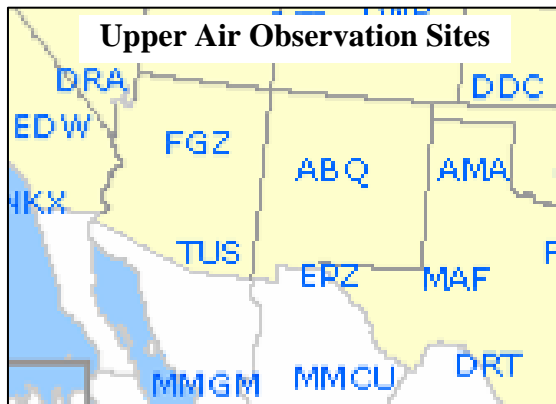 Upper Air Observation Sites
DRA
DDC
EDW
FGZ
ABQ
AMA
NKX
TUS
EPZ
MAF
MMGM
MMCU
DRT